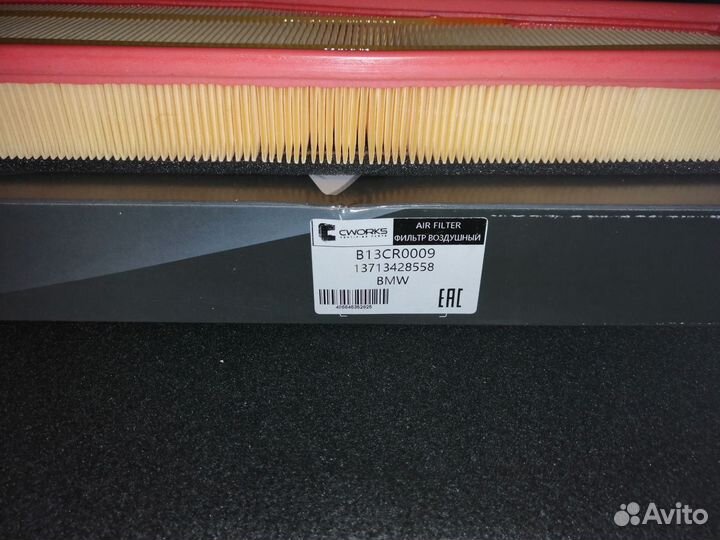 CWORKS
AIR FILTER
ФИЛЬТР ВОЗДУШНЫЙ
B13CR0009
13713428558
BMW
EAC
Avito